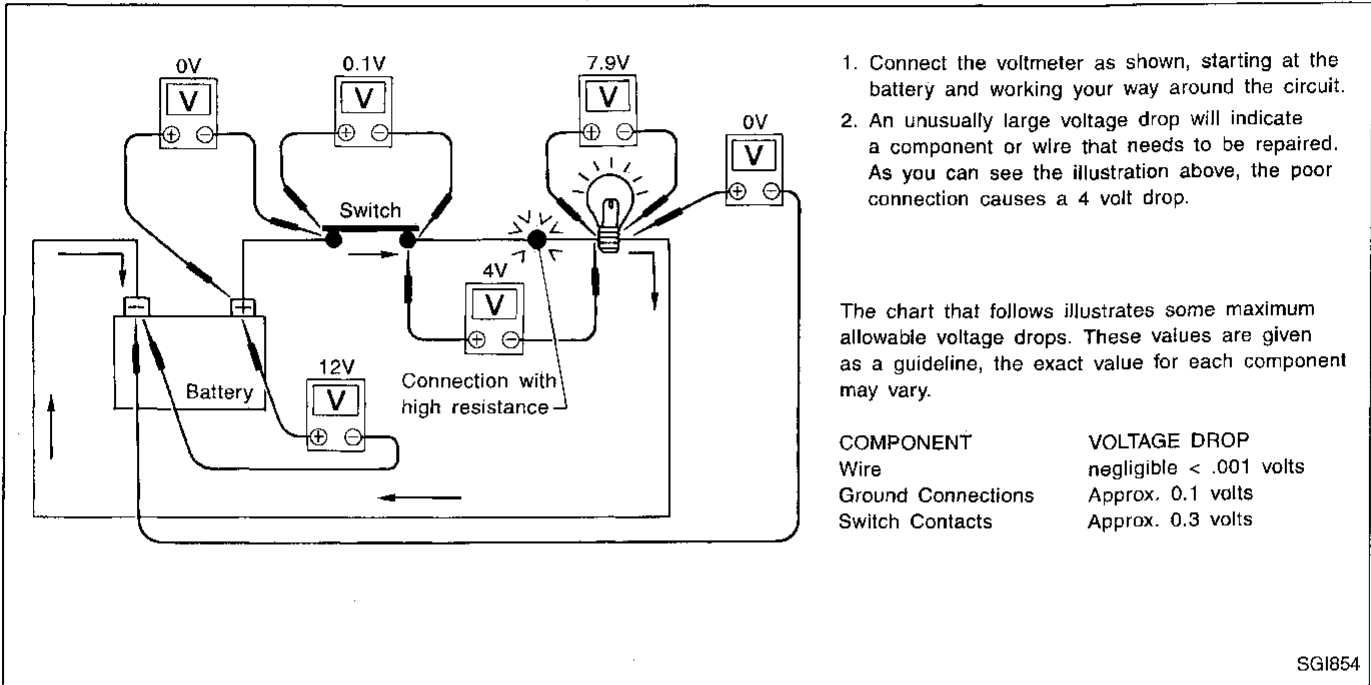 0V
0.1V
7.9V
0V
V
V
V
V
+ −
+ −
+ −
+ −
Switch
4V
V
+ −
− +
Battery
12V
V
+ −
Connection with
high resistance
1. Connect the voltmeter as shown, starting at the
battery and working your way around the circuit.
2. An unusually large voltage drop will indicate
a component or wire that needs to be repaired.
As you can see the illustration above, the poor
connection causes a 4 volt drop.
The chart that follows illustrates some maximum
allowable voltage drops. These values are given
as a guideline, the exact value for each component
may vary.
COMPONENT VOLTAGE DROP
Wire negligible < .001 volts
Ground Connections Approx. 0.1 volts
Switch Contacts Approx. 0.3 volts
SGI854